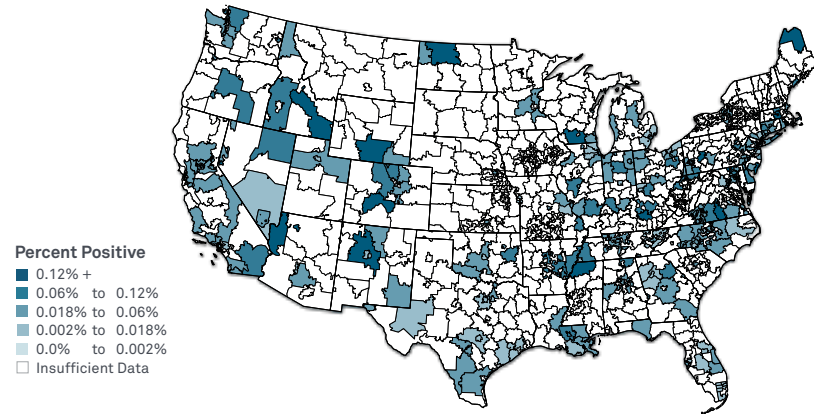 Percent Positive
0.12% +
0.06% to 0.12%
0.018% to 0.06%
0.002% to 0.018%
0.0% to 0.002%
Insufficient Data